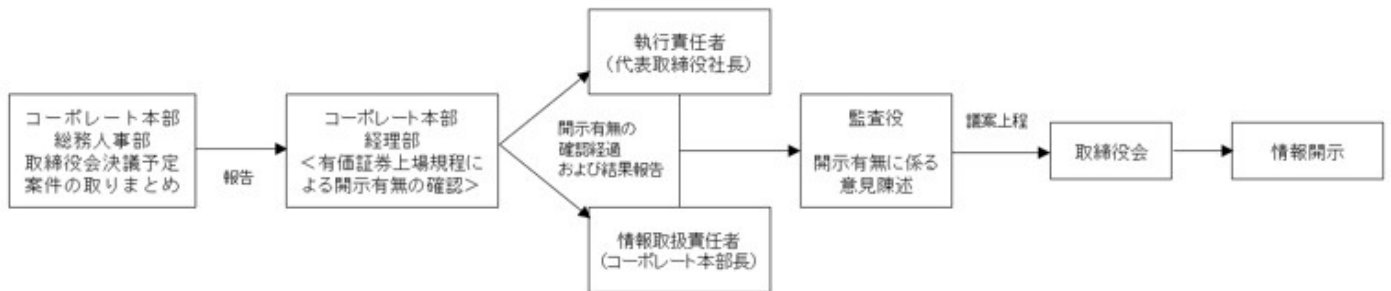 コーポレート本部
総務人事部
取締役会決議予定
案件の取りまとめ
報告
コーポレート本部
経理部
<有価証券上場規程に
よる開示有無の確認>
執行責任者
(代表取締役社長)
開示有無の
確認経過
および結果報告
情報取扱責任者
(コーポレート本部長)
監査役
開示有無に係る
意見陳述
議案上程
取締役会
情報開示